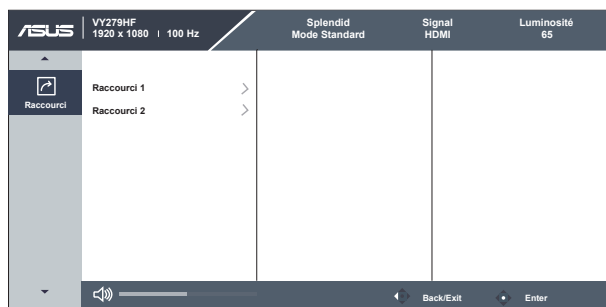 ASUS
VY279HF
1920 x 1080 | 100 Hz
Splendid
Mode Standard
Signal
HDMI
Luminosité
65
Raccourci
Raccourci 1
Raccourci 2
Back/Exit
Enter